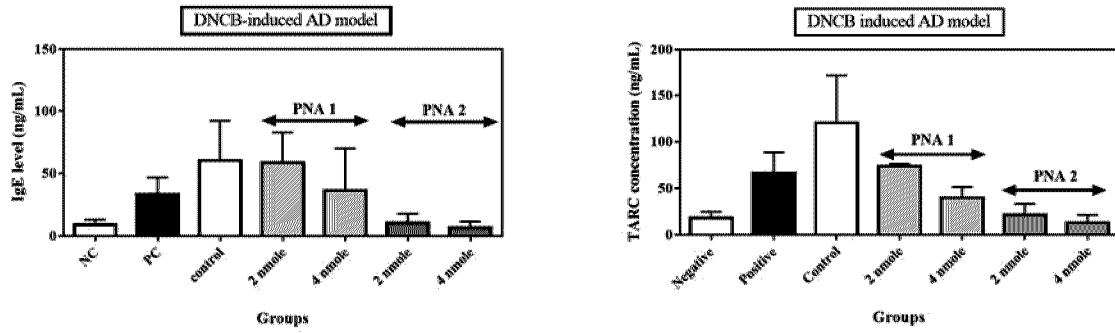 DNCB-induced AD model
IgE level (ng/mL)
150
100
50
0
PNA 1
PNA 2
NC
PC
control
2 nmole
4 nmole
2 nmole
4 nmole
Groups
DNCB induced AD model
TARC concentration (ng/mL)
200
150
100
50
0
PNA 1
PNA 2
Negative
Positive
Control
2 nmole
4 nmole
2 nmole
4 nmole
Groups